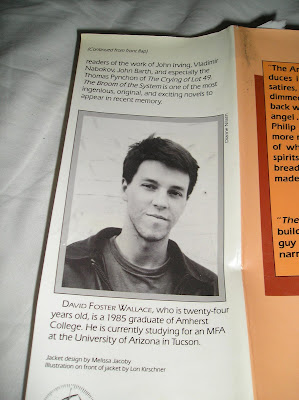 (Continued from front flap)
readers of the work of John Irving, Vladimir
Nabokov, John Barth, and especially the
Thomas Pynchon of The Crying of Lot 49.
The Broom of the System is one of the most
ingenious, original, and exciting novels to
appear in recent memory.
DAVID FOSTER WALLACE, who is twenty-four
years old, is a 1985 graduate of Amherst
College. He is currently studying for an MFA
at the University of Arizona in Tucson.
Jacket design by Melissa Jacoby
Illustration on front of jacket by Lon Kirschner
"The Am
duces i
satires,
dimme
back w
angel
Philip
more r
of wh
spirits
bread
made
"The
build
guy
narr